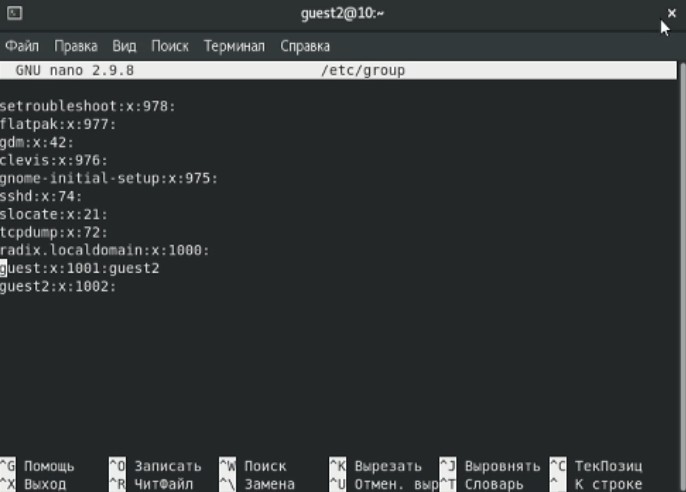 guest2@10:~ ×
Файл Правка Вид Поиск Терминал Справка
GNU nano 2.9.8 /etc/group
setroubleshoot:x:978:
flatpak:x:977:
gdm:x:42:
clevis:x:976:
gnome-initial-setup:x:975:
sshd:x:74:
slocate:x:21:
tcpdump:x:72:
radix.localdomain:x:1000:
guest:x:1001:guest2
guest2:x:1002:
^G Помощь ^O Записать ^W Поиск ^K Вырезать ^J Выровнять ^C ТекПозиц
^X Выход ^R ЧитФайл ^\ Замена ^U Отмен. выр^T Словарь ^_ К строке